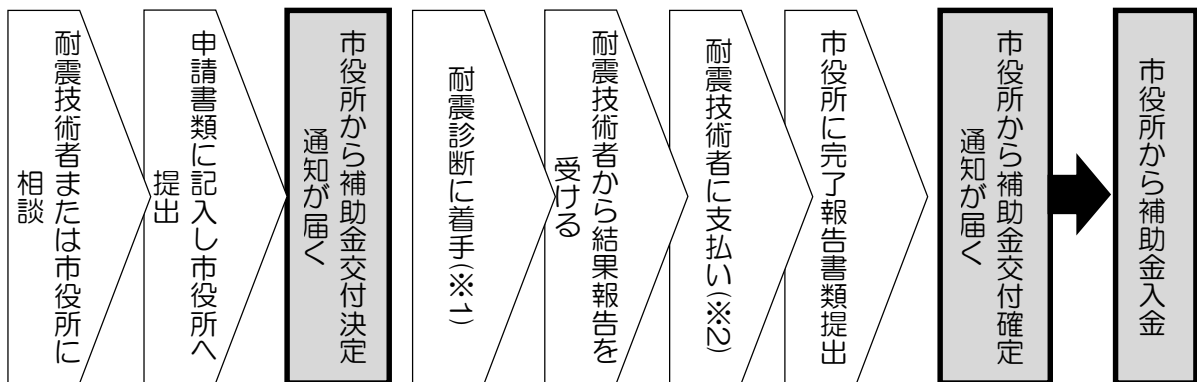 耐震技術者または市役所に
相談
申請書類に記入し市役所へ
提出
市役所から補助金交付決定
通知が届く
耐震診断に着手(※1)
耐震技術者から結果報告を
受ける
耐震技術者に支払い(※2)
市役所に完了報告書類提出
市役所から補助金交付確定
通知が届く
市役所から補助金入金